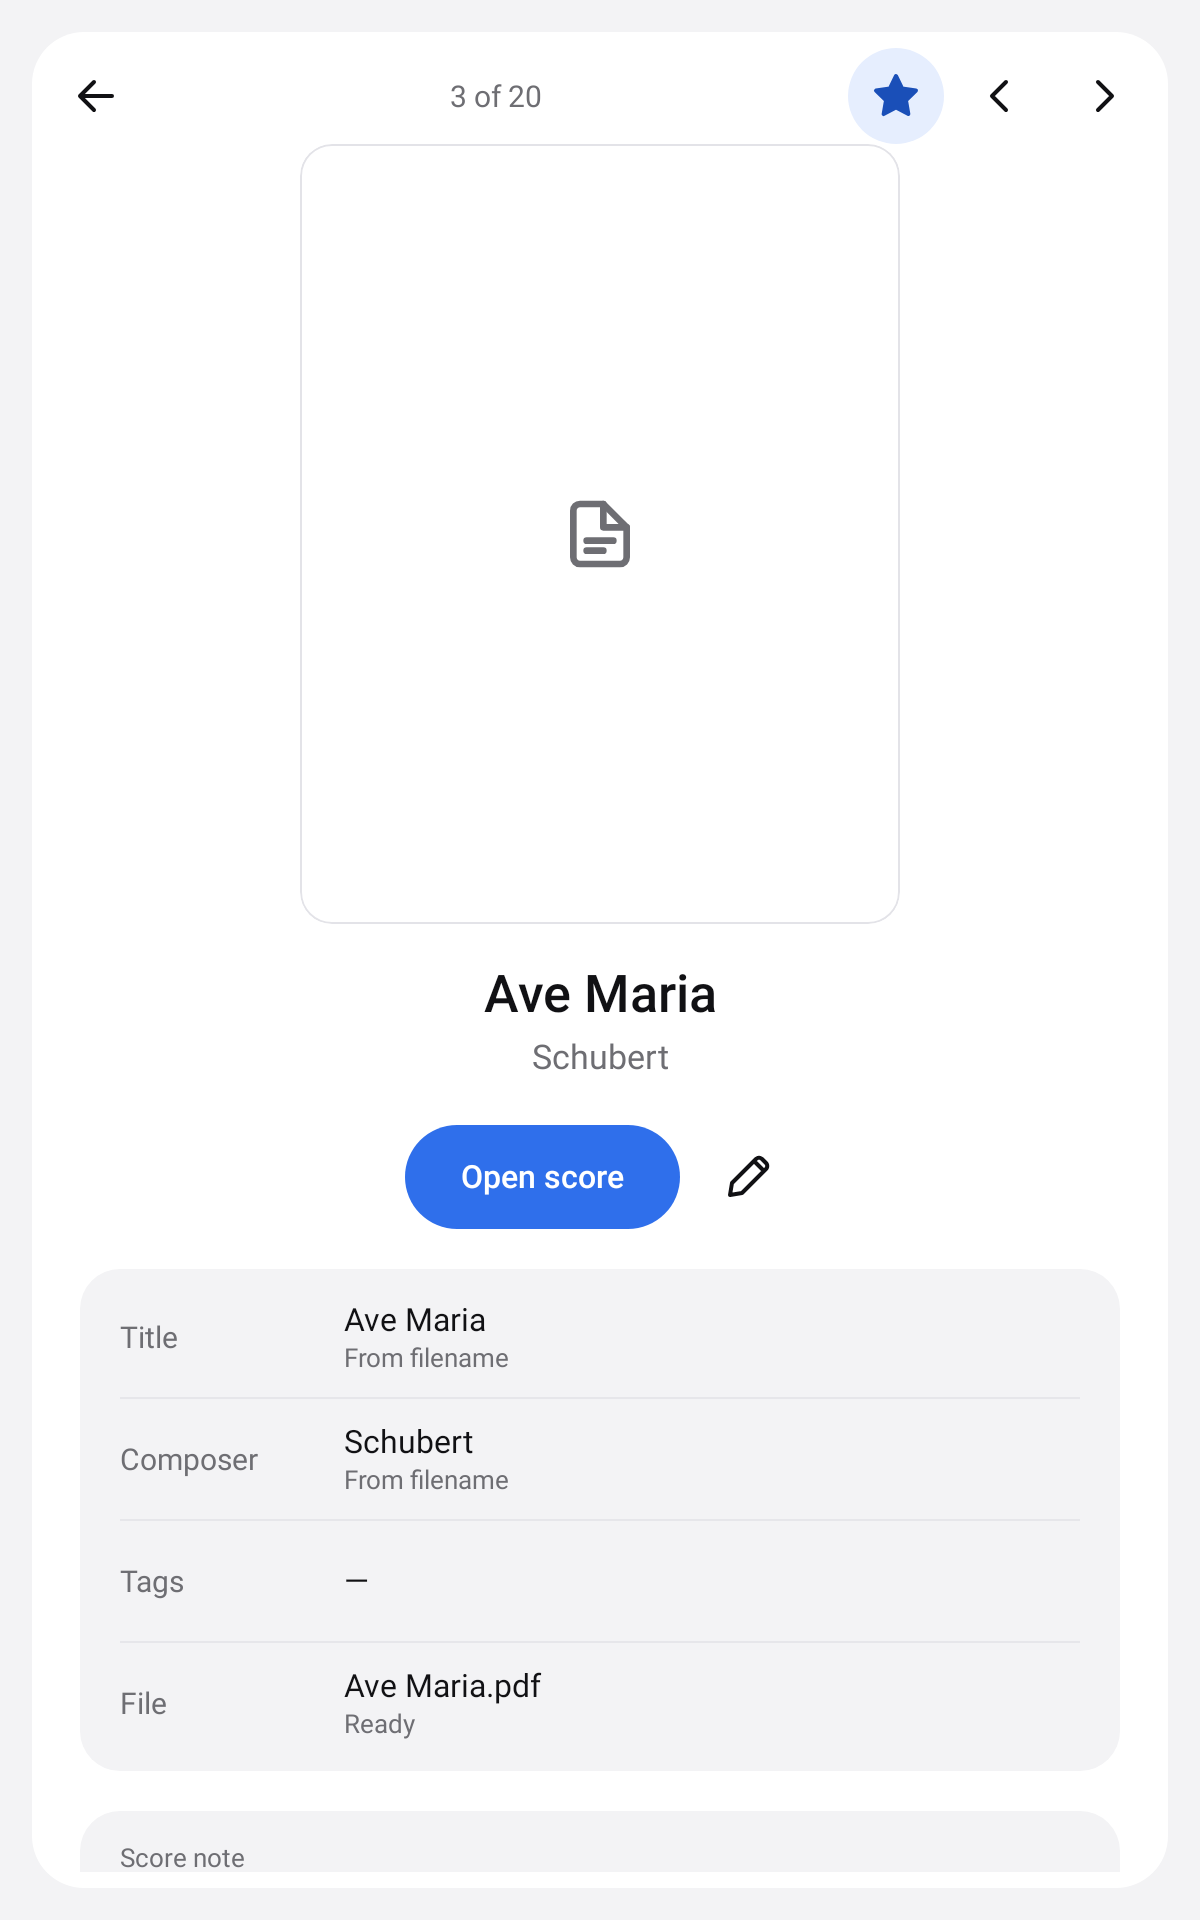 3 of 20
Ave Maria
Schubert
Open score
Title
Ave Maria
From filename
Composer
Schubert
From filename
Tags
—
File
Ave Maria.pdf
Ready
Score note